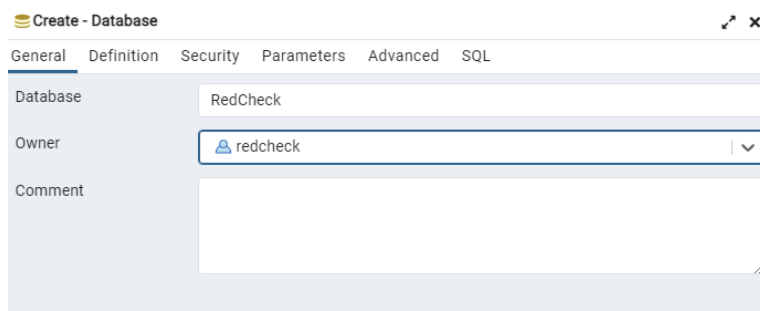 Create - Database
General Definition Security Parameters Advanced SQL
Database RedCheck
Owner redcheck
Comment